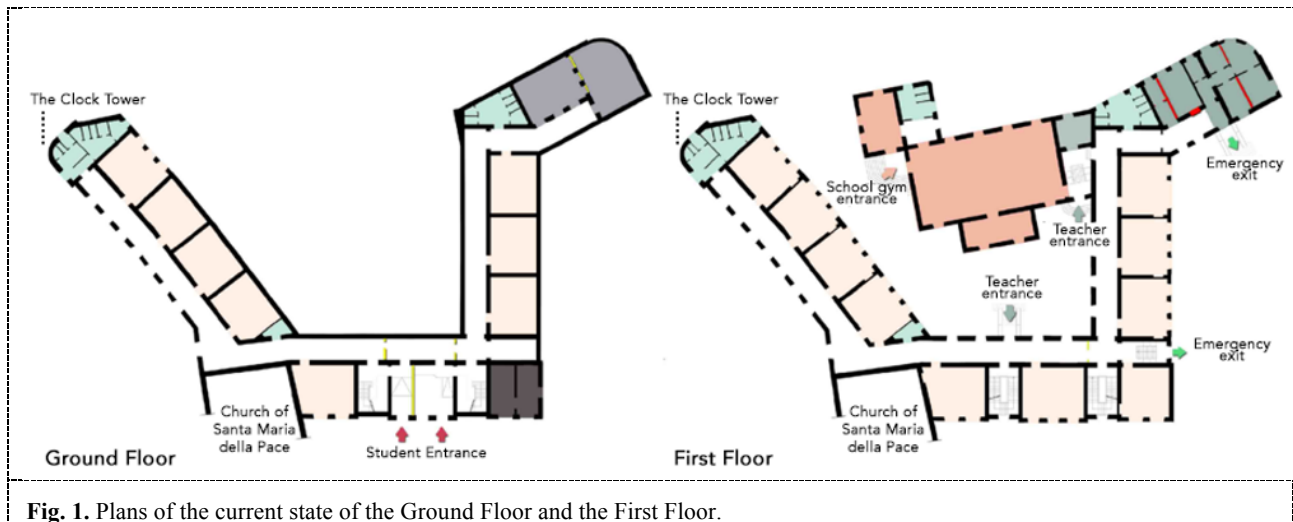 The Clock Tower
Church of
Santa Maria
della Pace
Student Entrance
Ground Floor
The Clock Tower
School gym
entrance
Teacher
entrance
Emergency
exit
Teacher
entrance
Emergency
exit
Church of
Santa Maria
della Pace
First Floor
Fig. 1. Plans of the current state of the Ground Floor and the First Floor.